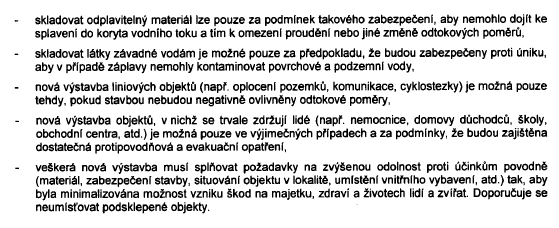 - skladovat odplavitelný materiál lze pouze za podmínek takového zabezpečení, aby nemohlo dojít ke
splavení do koryta vodního toku a tím k omezení proudění nebo jiné změně odtokových poměrů,
- skladovat látky závadné vodám je možné pouze za předpokladu, že budou zabezpečeny proti úniku,
aby v případě záplavy nemohly kontaminovat povrchové a podzemní vody,
- nová výstavba liniových objektů (např. oplocení pozemků, komunikace, cyklostezky) je možná pouze
tehdy, pokud stavbou nebudou negativně ovlivněny odtokové poměry,
- nová výstavba objektů, v nichž se trvale zdržují lidé (např. nemocnice, domovy důchodců, školy,
obchodní centra, atd.) je možná pouze ve výjimečných případech a za podmínky, že budou zajištěna
dostatečná protipovodňová a evakuační opatření,
- veškerá nová výstavba musí splňovat požadavky na zvýšenou odolnost proti účinkům povodně
(materiál, zabezpečení stavby, situování objektu v lokalitě, umístění vnitřního vybavení, atd.) tak, aby
byla minimalizována možnost vzniku škod na majetku, zdraví a životech lidí a zvířat. Doporučuje se
neumísťovat podsklepené objekty.